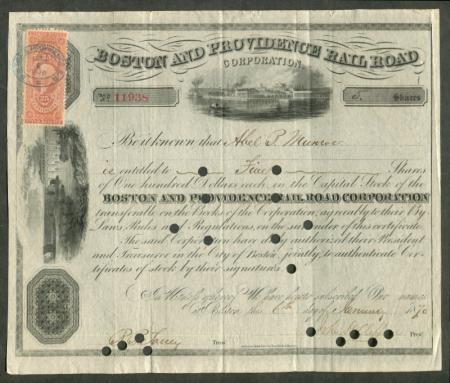 BOSTON AND PROVIDENCE RAIL ROAD
CORPORATION.
No. 11938
5 Shares
Be it known that Abel P. Munroe
is entitled to Five Shares
of One Hundred Dollars each, in the Capital Stock of the
BOSTON AND PROVIDENCE RAIL ROAD CORPORATION
transferable on the Books of the Corporation, agreeably to their By
Laws Rules and Regulations, on the surrender of this certificate.
The said Corporation have duly authorized their President
and Treasurer in the City of Boston, jointly, to authenticate Cer-
tificates of stock by their signatures.
In Witness whereof, We have hereto subscribed Our names
at Boston this 6th day of January 1870
Treas.
Pres.
25